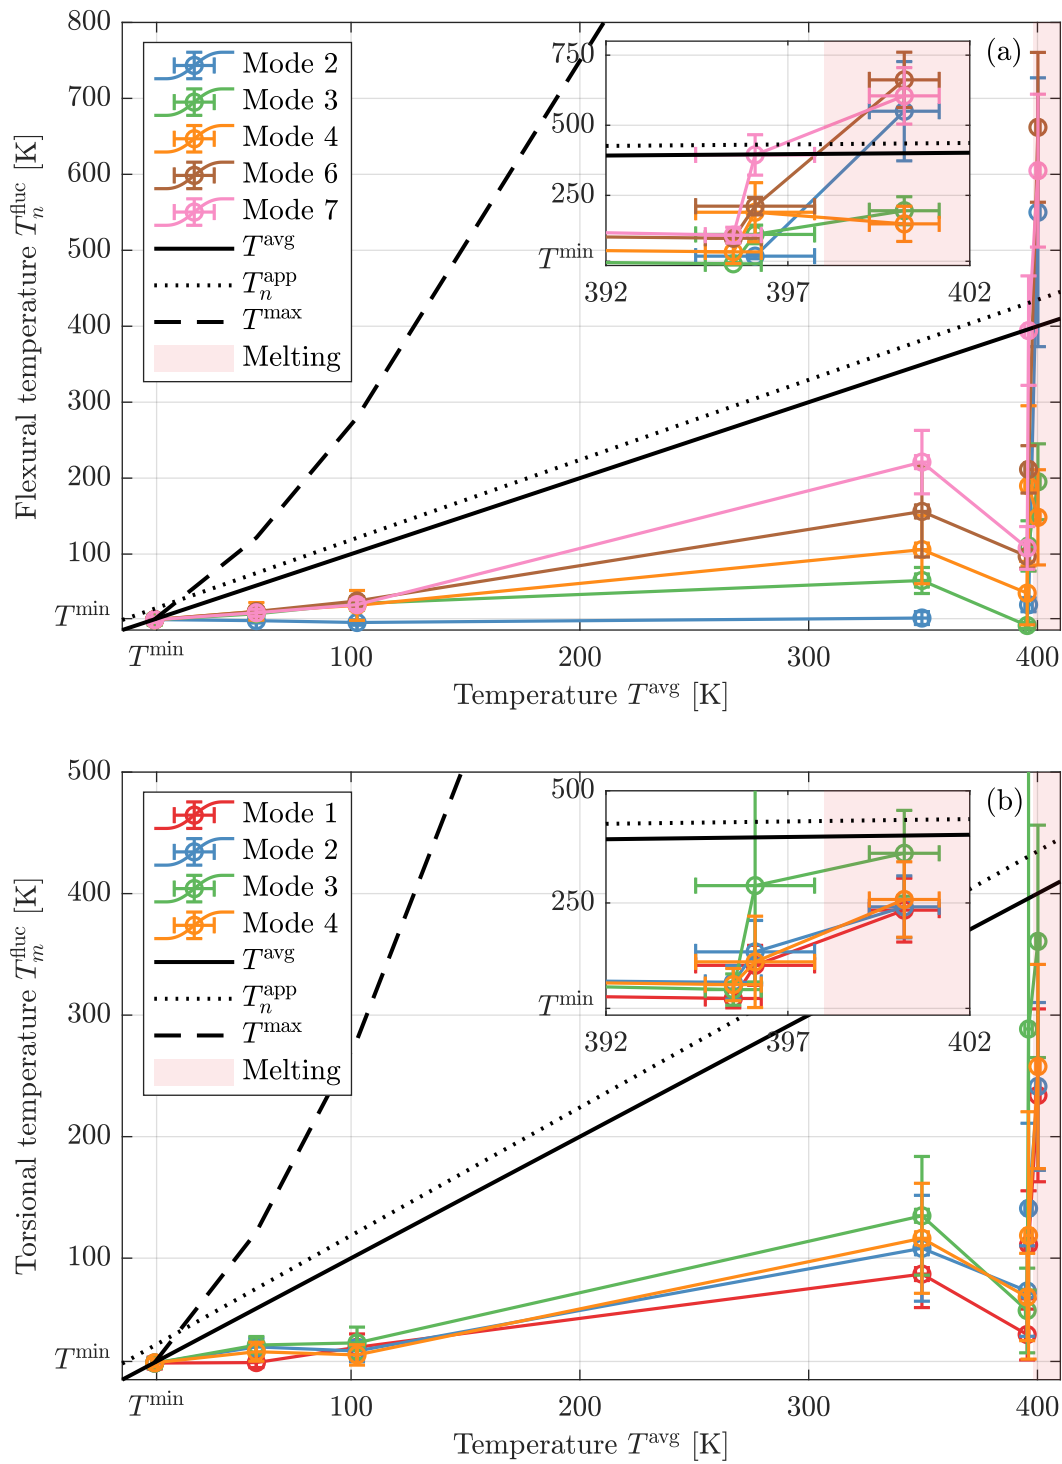 800
700
600
500
400
300
200
100
T^min
Flexural temperature T_n^fluc [K]
Mode 2
Mode 3
Mode 4
Mode 6
Mode 7
T^avg
T_n^app
T^max
Melting
(a)
750
500
250
T^min
392 397 402
T^min 100 200 300 400
Temperature T^avg [K]
500
400
300
200
100
T^min
Torsional temperature T_m^fluc [K]
Mode 1
Mode 2
Mode 3
Mode 4
T^avg
T_n^app
T^max
Melting
(b)
500
250
T^min
392 397 402
T^min 100 200 300 400
Temperature T^avg [K]